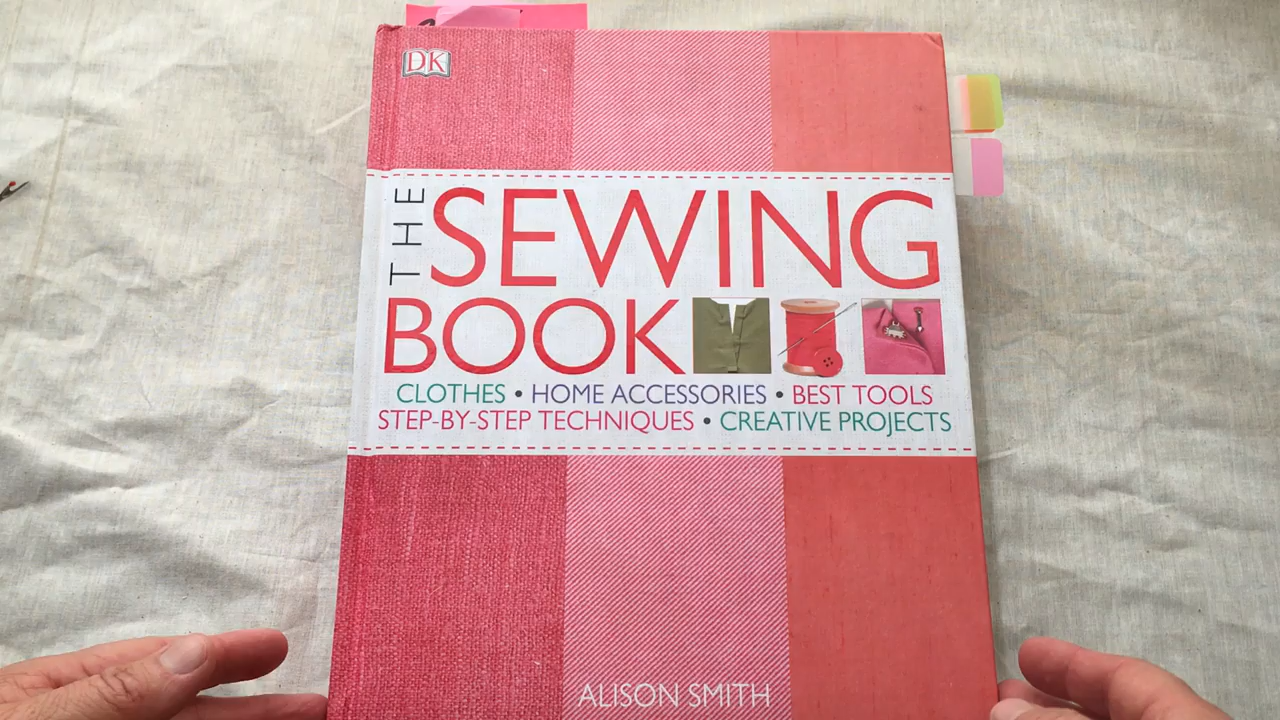 DK
THE
SEWING
BOOK
CLOTHES • HOME ACCESSORIES • BEST TOOLS
STEP-BY-STEP TECHNIQUES • CREATIVE PROJECTS
ALISON SMITH